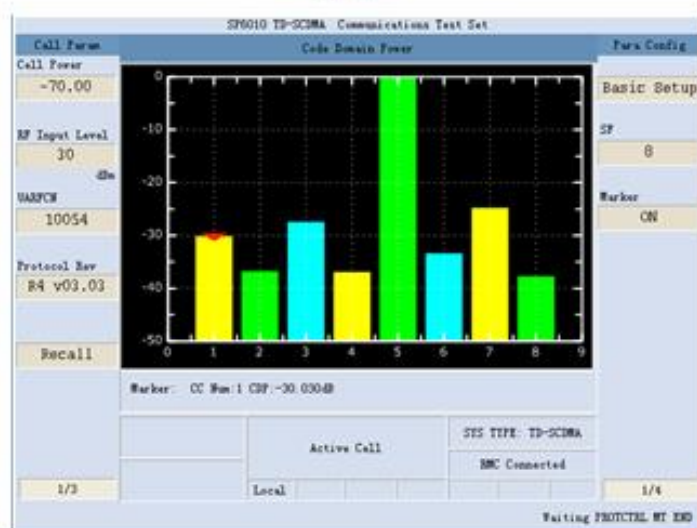 SP6010 TD-SCDMA Communications Test Set
Call Param
Code Domain Power
Para Config
Call Power
-70.00
RF Input Level
30
dBm
UARFCN
10054
Protocol Rev
R4 v03.03
Recall
1/3
0
-10
-20
-30
-40
-50
0 1 2 3 4 5 6 7 8 9
Marker: CC Num:1 CDP:-30.030dB
Active Call
Local
SYS TYPE: TD-SCDMA
RMC Connected
Basic Setup
SF
8
Marker
ON
1/4
Waiting PROTCTRL MT END